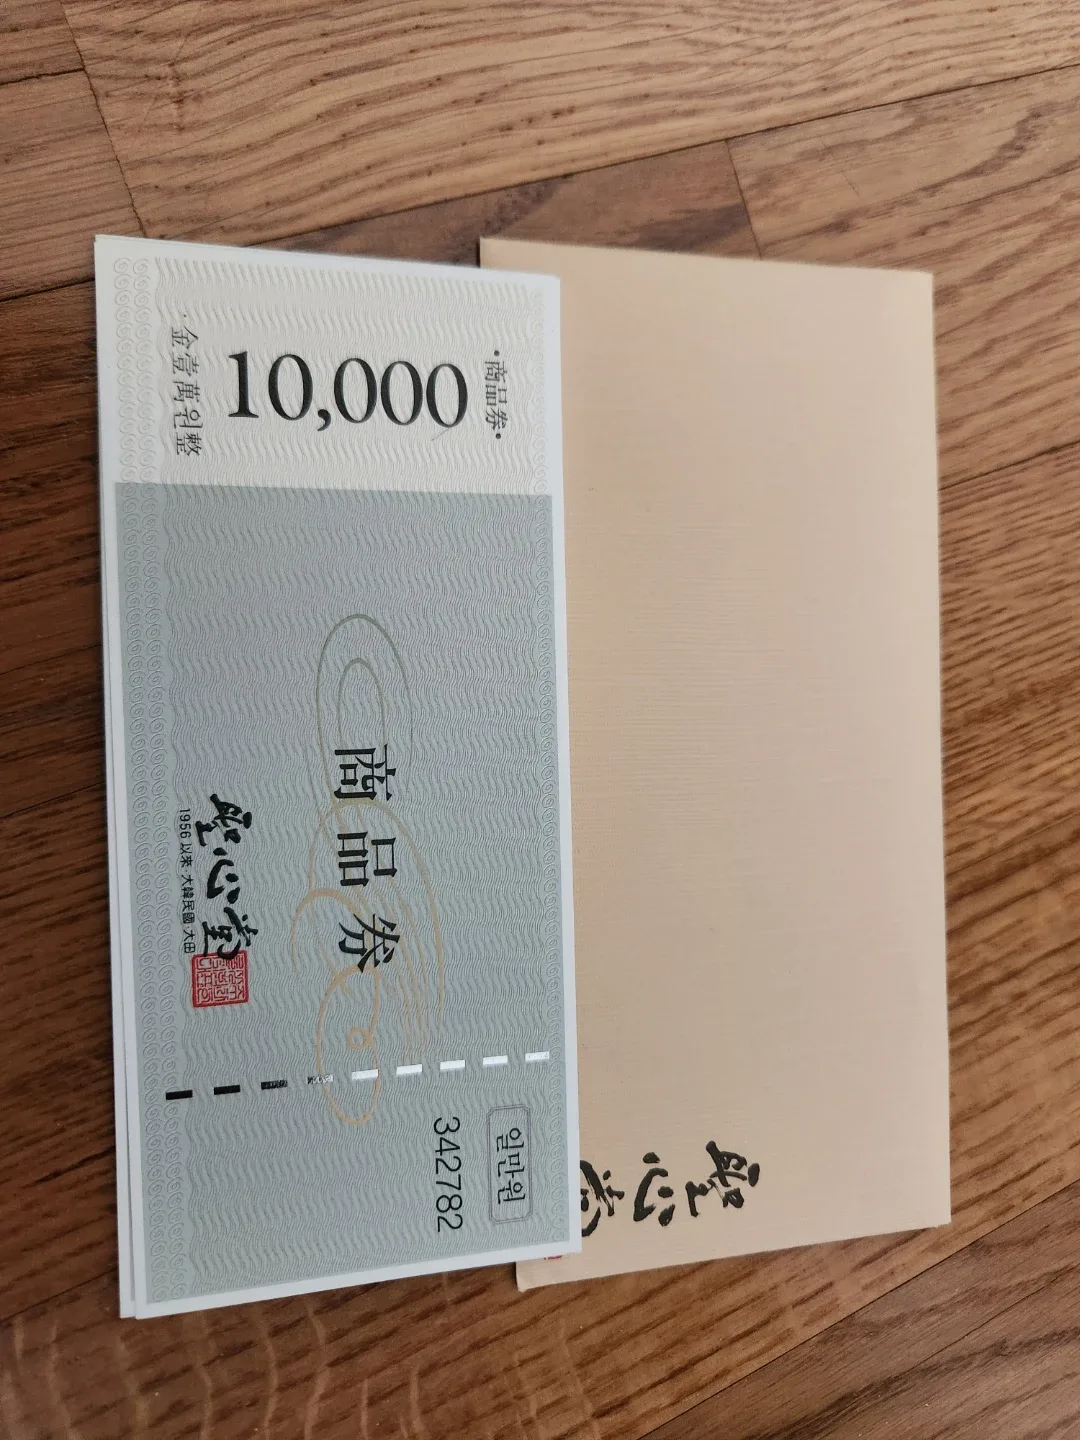 ·商品券·
10,000
·金壹萬원整
商品券
聖心堂
1956 以來·大韓民國 大田
일만원
342782
聖心堂